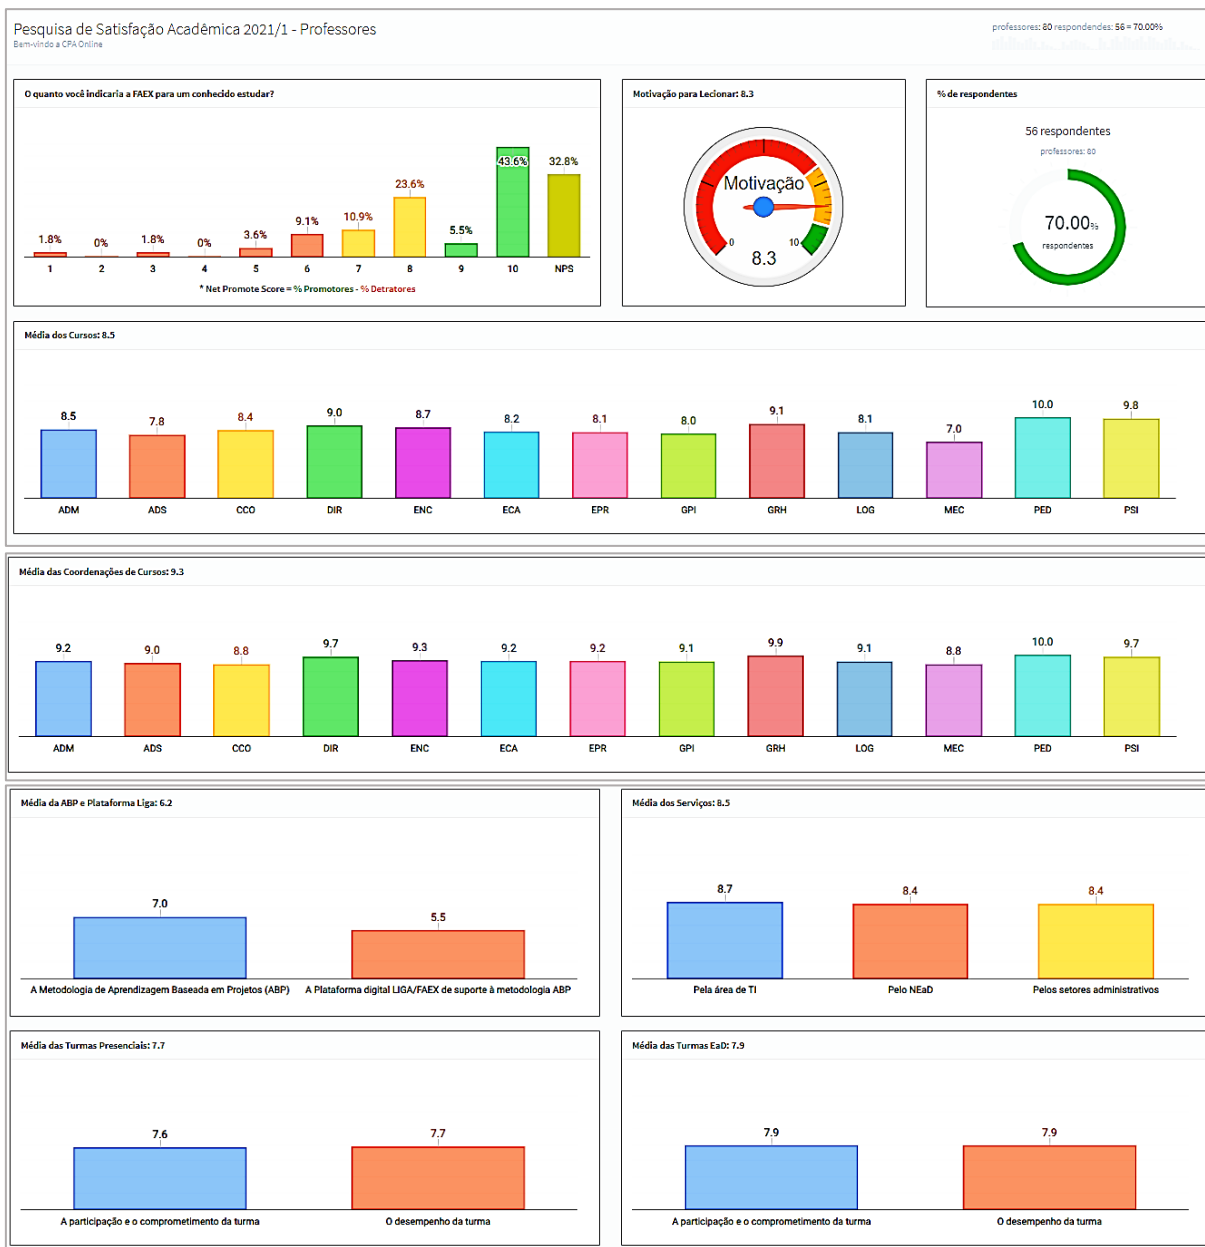 Pesquisa de Satisfação Acadêmica 2021/1 - Professores
Bem-vindo a CPA Online
professores: 80 respondendes: 56 = 70.00%
O quanto você indicaria a FAEX para um conhecido estudar?
1.8% 0% 1.8% 0% 3.6% 9.1% 10.9% 23.6% 5.5% 43.6% 32.8%
1 2 3 4 5 6 7 8 9 10 NPS
* Net Promote Score = % Promotores - % Detratores
Motivação para Lecionar: 8.3
Motivação
0 10
8.3
% de respondentes
56 respondentes
professores: 80
70.00%
respondentes
Média dos Cursos: 8.5
8.5 7.8 8.4 9.0 8.7 8.2 8.1 8.0 9.1 8.1 7.0 10.0 9.8
ADM ADS CCO DIR ENC ECA EPR GPI GRH LOG MEC PED PSI
Média das Coordenações de Cursos: 9.3
9.2 9.0 8.8 9.7 9.3 9.2 9.2 9.1 9.9 9.1 8.8 10.0 9.7
ADM ADS CCO DIR ENC ECA EPR GPI GRH LOG MEC PED PSI
Média da ABP e Plataforma Liga: 6.2
7.0 5.5
A Metodologia de Aprendizagem Baseada em Projetos (ABP) A Plataforma digital LIGA/FAEX de suporte à metodologia ABP
Média dos Serviços: 8.5
8.7 8.4 8.4
Pela área de TI Pelo NEaD Pelos setores administrativos
Média das Turmas Presenciais: 7.7
7.6 7.7
A participação e o comprometimento da turma O desempenho da turma
Média das Turmas EaD: 7.9
7.9 7.9
A participação e o comprometimento da turma O desempenho da turma